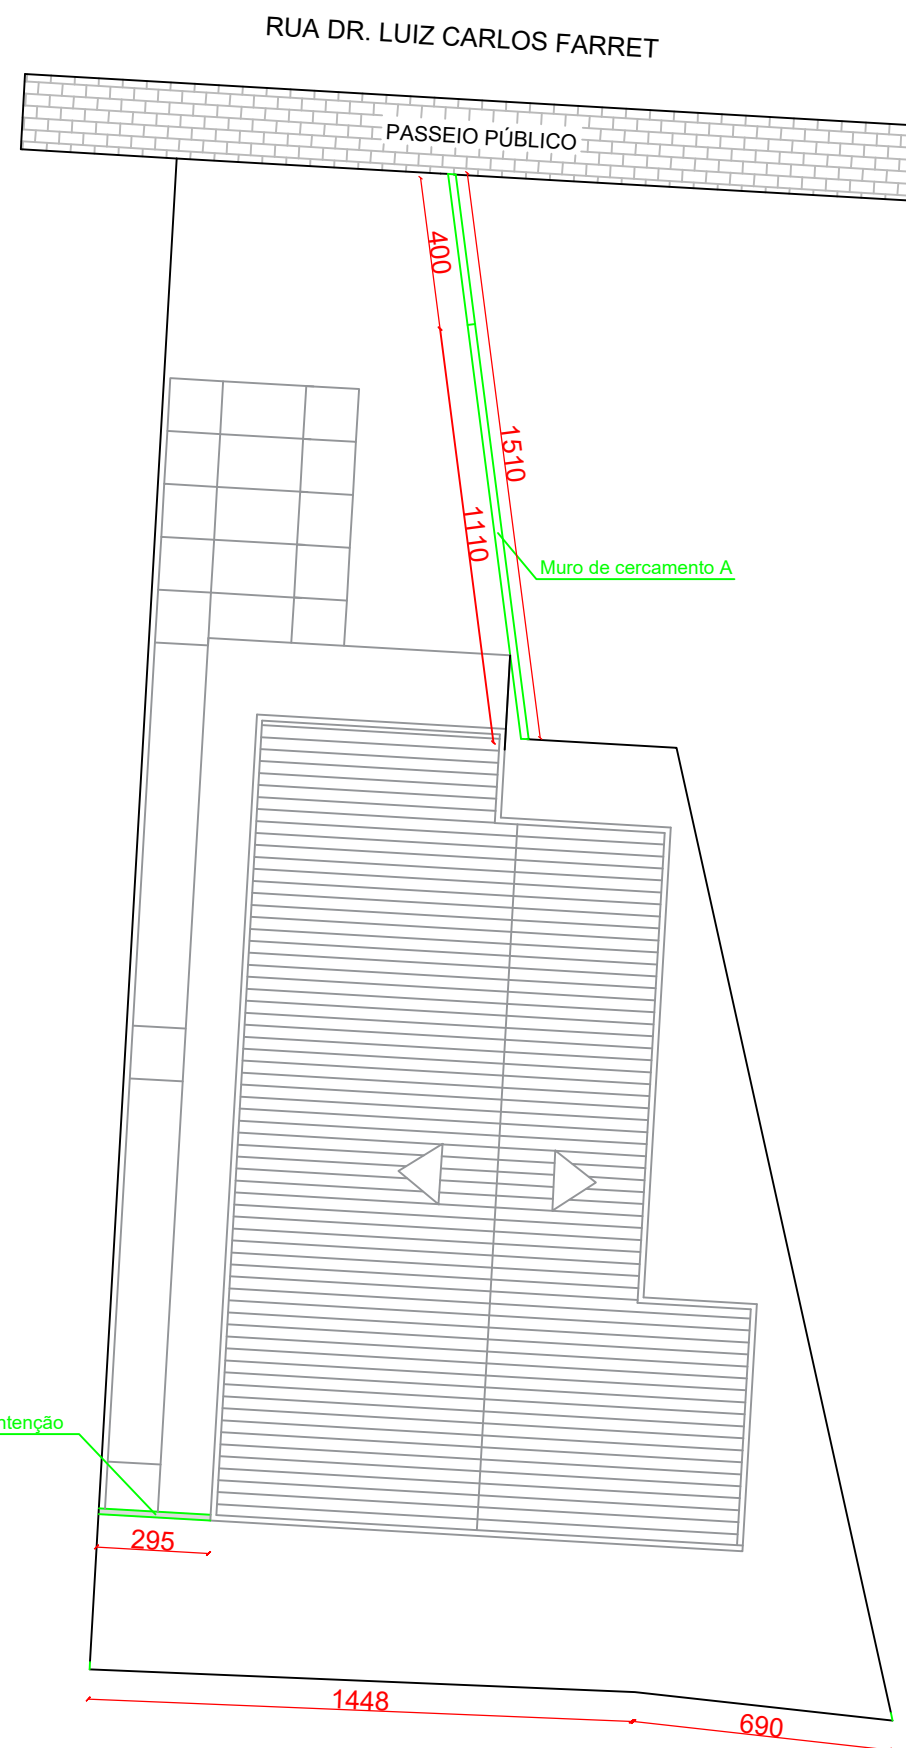 RUA DR. LUIZ CARLOS FARRET
PASSEIO PÚBLICO
400
1510
1110
Muro de cercamento A
ntenção
295
1448
690